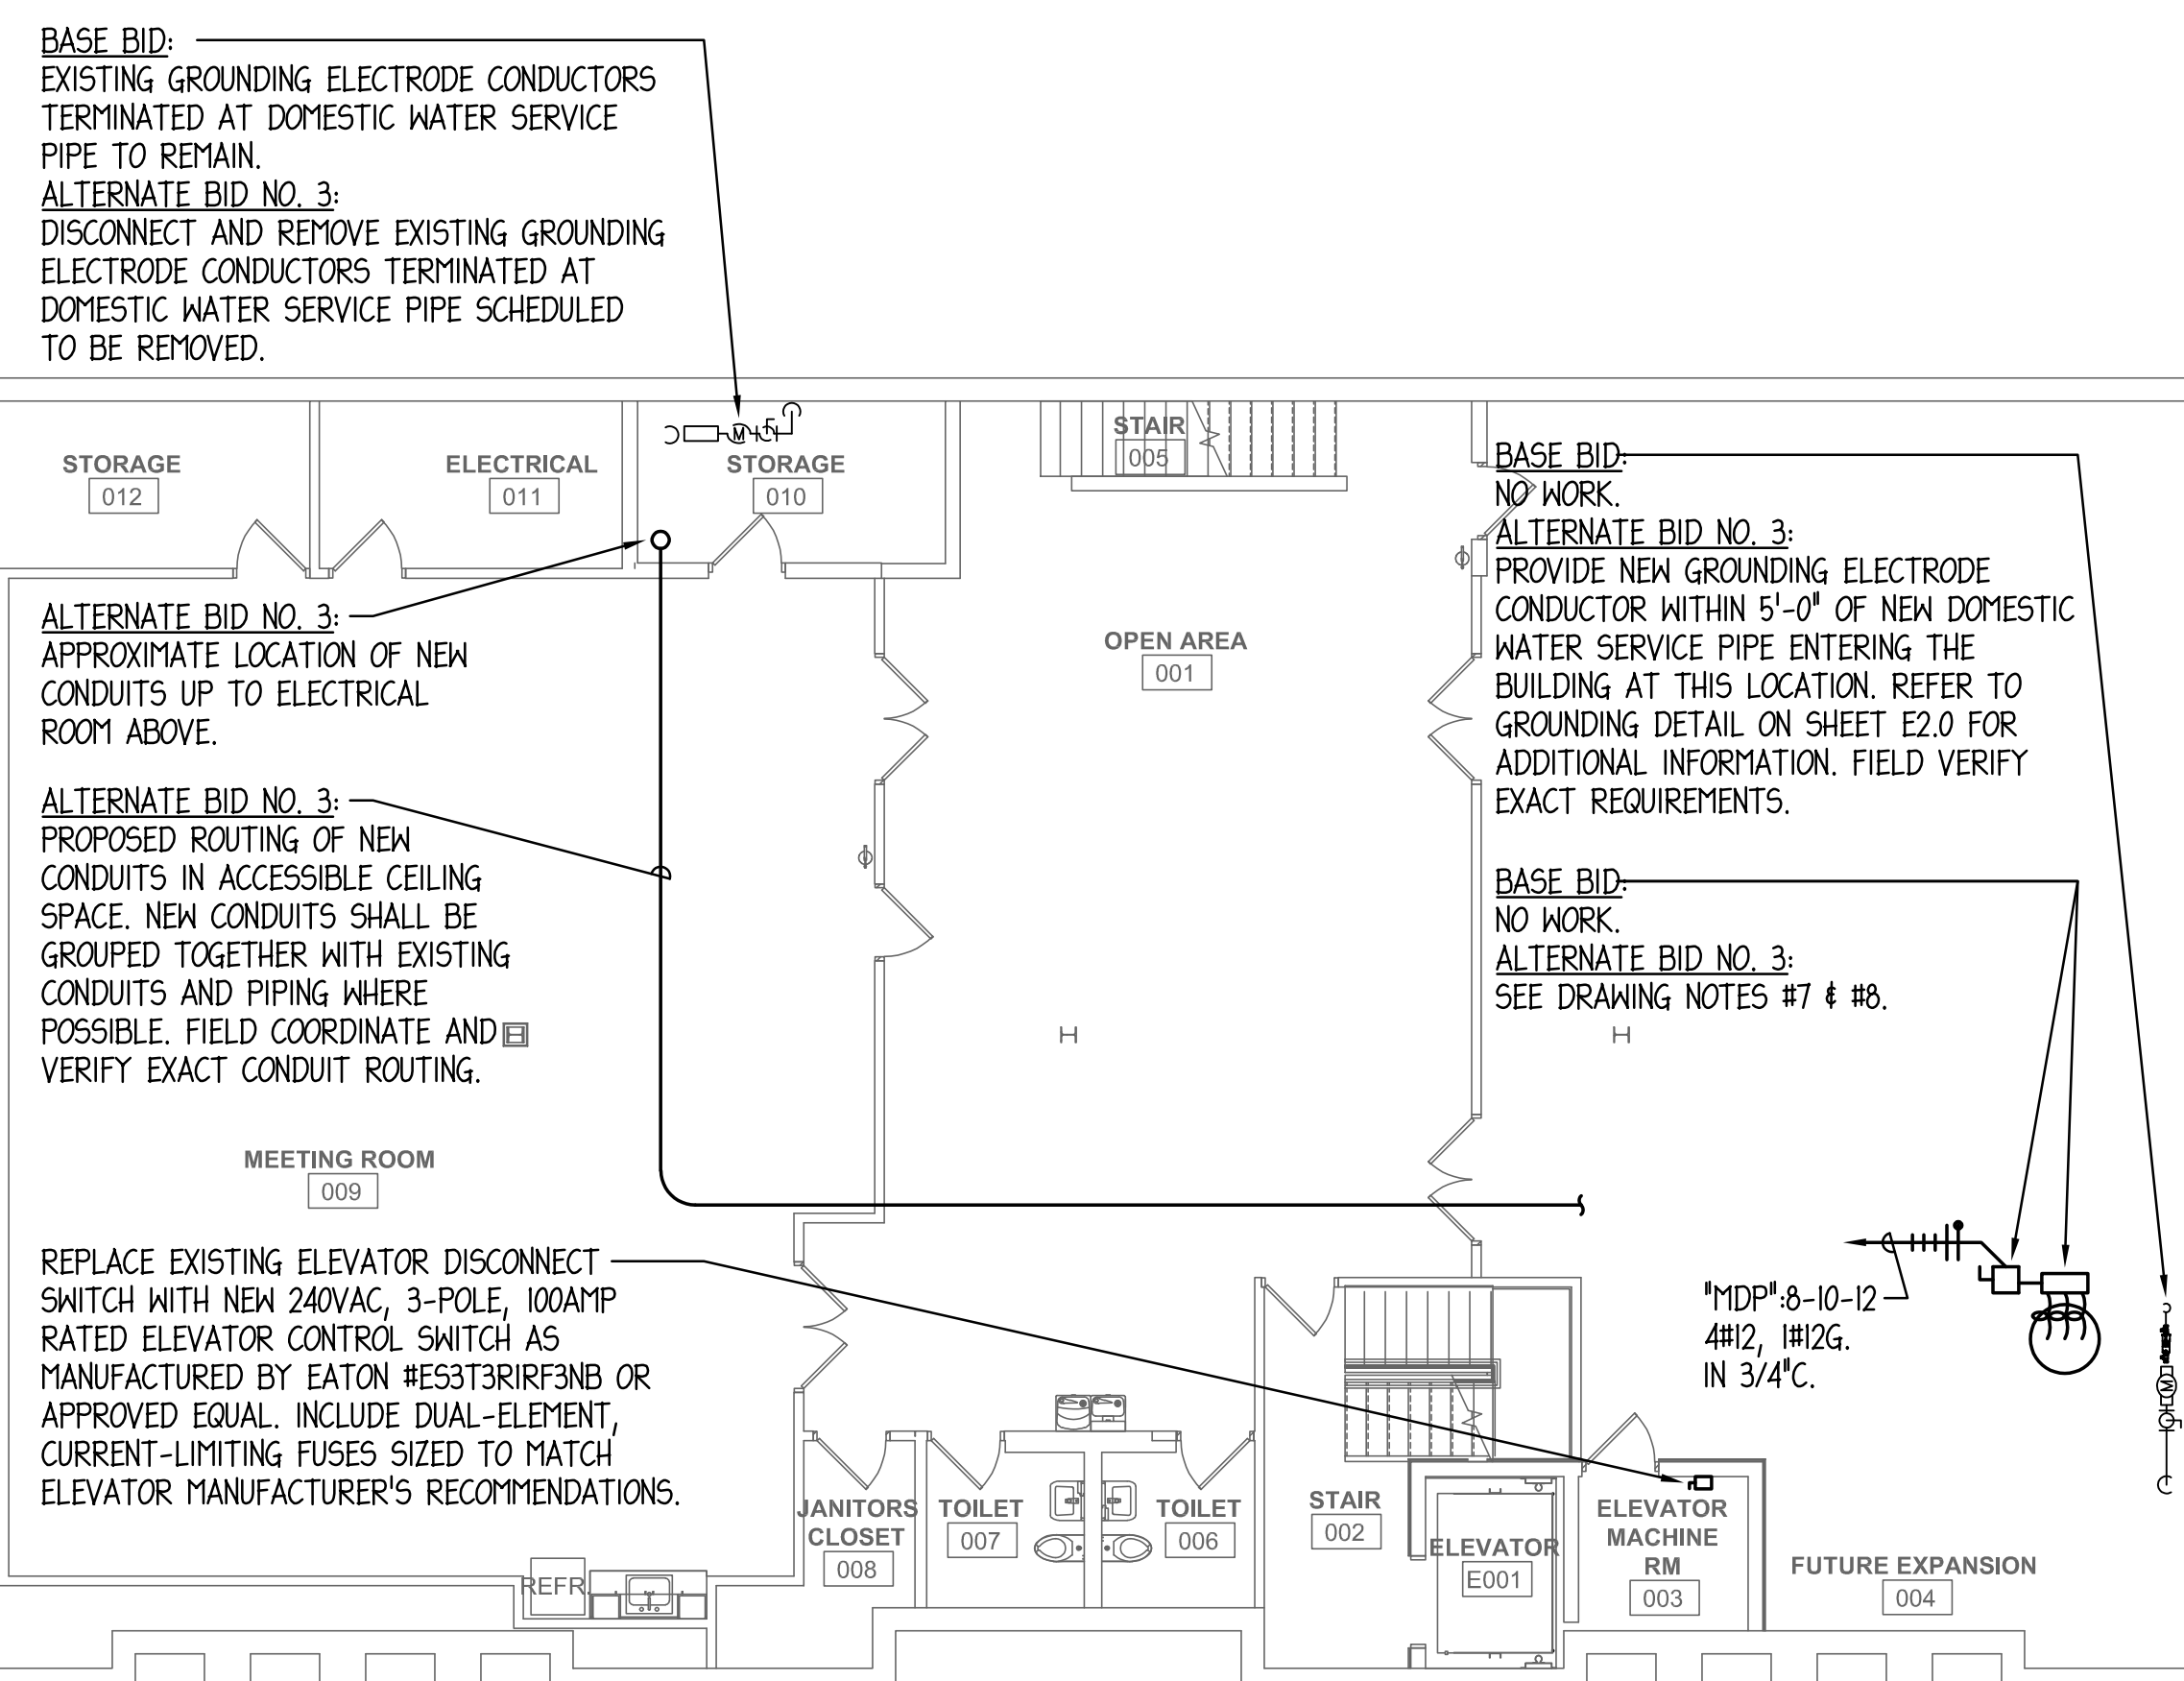 BASE BID:
EXISTING GROUNDING ELECTRODE CONDUCTORS
TERMINATED AT DOMESTIC WATER SERVICE
PIPE TO REMAIN.
ALTERNATE BID NO. 3:
DISCONNECT AND REMOVE EXISTING GROUNDING
ELECTRODE CONDUCTORS TERMINATED AT
DOMESTIC WATER SERVICE PIPE SCHEDULED
TO BE REMOVED.
STORAGE
012
ELECTRICAL
011
M
STORAGE
010
STAIR
005
BASE BID:
NO WORK.
ALTERNATE BID NO. 3:
PROVIDE NEW GROUNDING ELECTRODE
CONDUCTOR WITHIN 5'-0" OF NEW DOMESTIC
WATER SERVICE PIPE ENTERING THE
BUILDING AT THIS LOCATION. REFER TO
GROUNDING DETAIL ON SHEET E2.0 FOR
ADDITIONAL INFORMATION. FIELD VERIFY
EXACT REQUIREMENTS.
ALTERNATE BID NO. 3:
APPROXIMATE LOCATION OF NEW
CONDUITS UP TO ELECTRICAL
ROOM ABOVE.
OPEN AREA
001
ALTERNATE BID NO. 3:
PROPOSED ROUTING OF NEW
CONDUITS IN ACCESSIBLE CEILING
SPACE. NEW CONDUITS SHALL BE
GROUPED TOGETHER WITH EXISTING
CONDUITS AND PIPING WHERE
POSSIBLE. FIELD COORDINATE AND
VERIFY EXACT CONDUIT ROUTING.
BASE BID:
NO WORK.
ALTERNATE BID NO. 3:
SEE DRAWING NOTES #7 & #8.
MEETING ROOM
009
REPLACE EXISTING ELEVATOR DISCONNECT
SWITCH WITH NEW 240VAC, 3-POLE, 100AMP
RATED ELEVATOR CONTROL SWITCH AS
MANUFACTURED BY EATON #ES3T3R1RF3NB OR
APPROVED EQUAL. INCLUDE DUAL-ELEMENT,
CURRENT-LIMITING FUSES SIZED TO MATCH
ELEVATOR MANUFACTURER'S RECOMMENDATIONS.
"MDP":8-10-12
4#12, 1#12G.
IN 3/4"C.
M
JANITORS
CLOSET
008
TOILET
007
TOILET
006
STAIR
002
ELEVATOR
E001
ELEVATOR
MACHINE
RM
003
FUTURE EXPANSION
004
REFR.